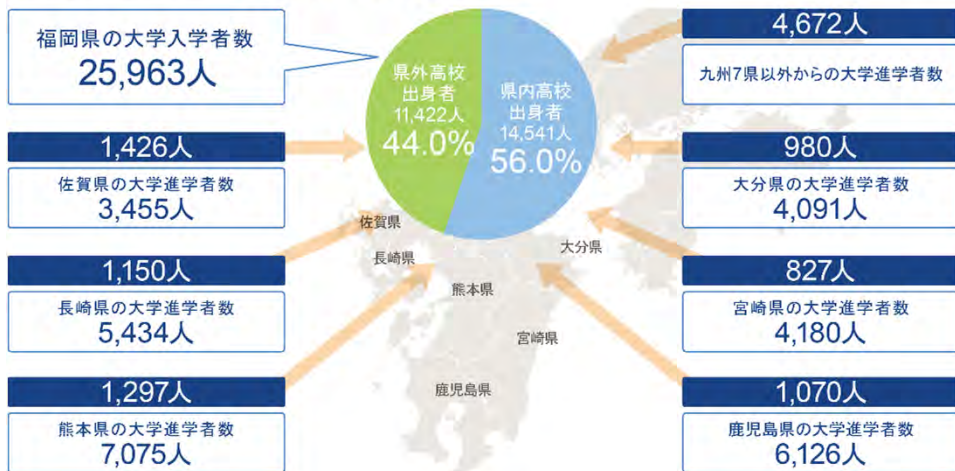 福岡県の大学入学者数
25,963人
県外高校
出身者
11,422人
44.0%
県内高校
出身者
14,541人
56.0%
4,672人
九州7県以外からの大学進学者数
1,426人
佐賀県の大学進学者数
3,455人
980人
大分県の大学進学者数
4,091人
佐賀県
長崎県
大分県
熊本県
宮崎県
鹿児島県
1,150人
長崎県の大学進学者数
5,434人
827人
宮崎県の大学進学者数
4,180人
1,297人
熊本県の大学進学者数
7,075人
1,070人
鹿児島県の大学進学者数
6,126人